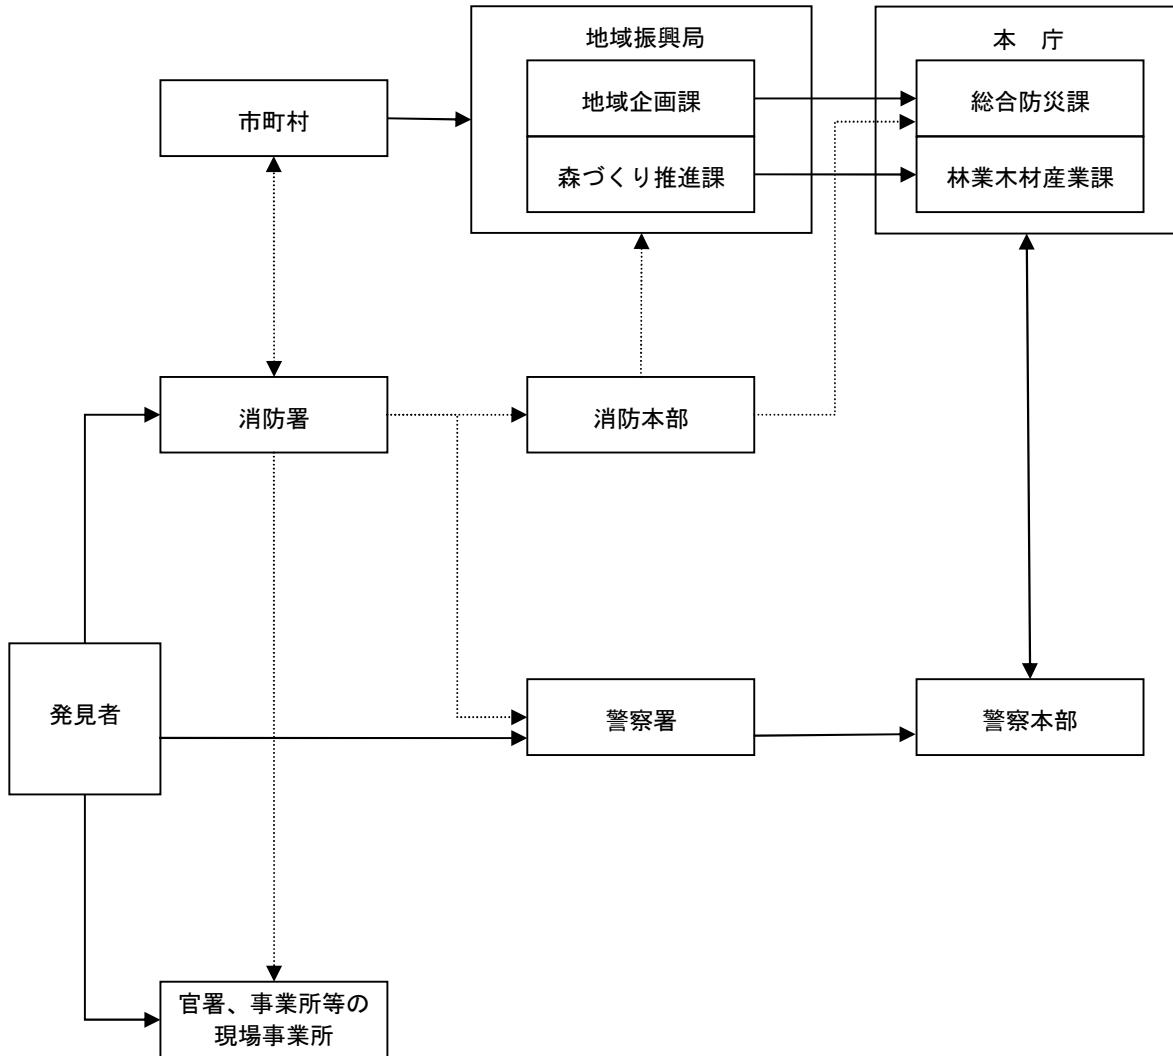 地域振興局
本 庁
市町村
地域企画課
総合防災課
森づくり推進課
林業木材産業課
消防署
消防本部
発見者
警察署
警察本部
官署、事業所等の
現場事業所